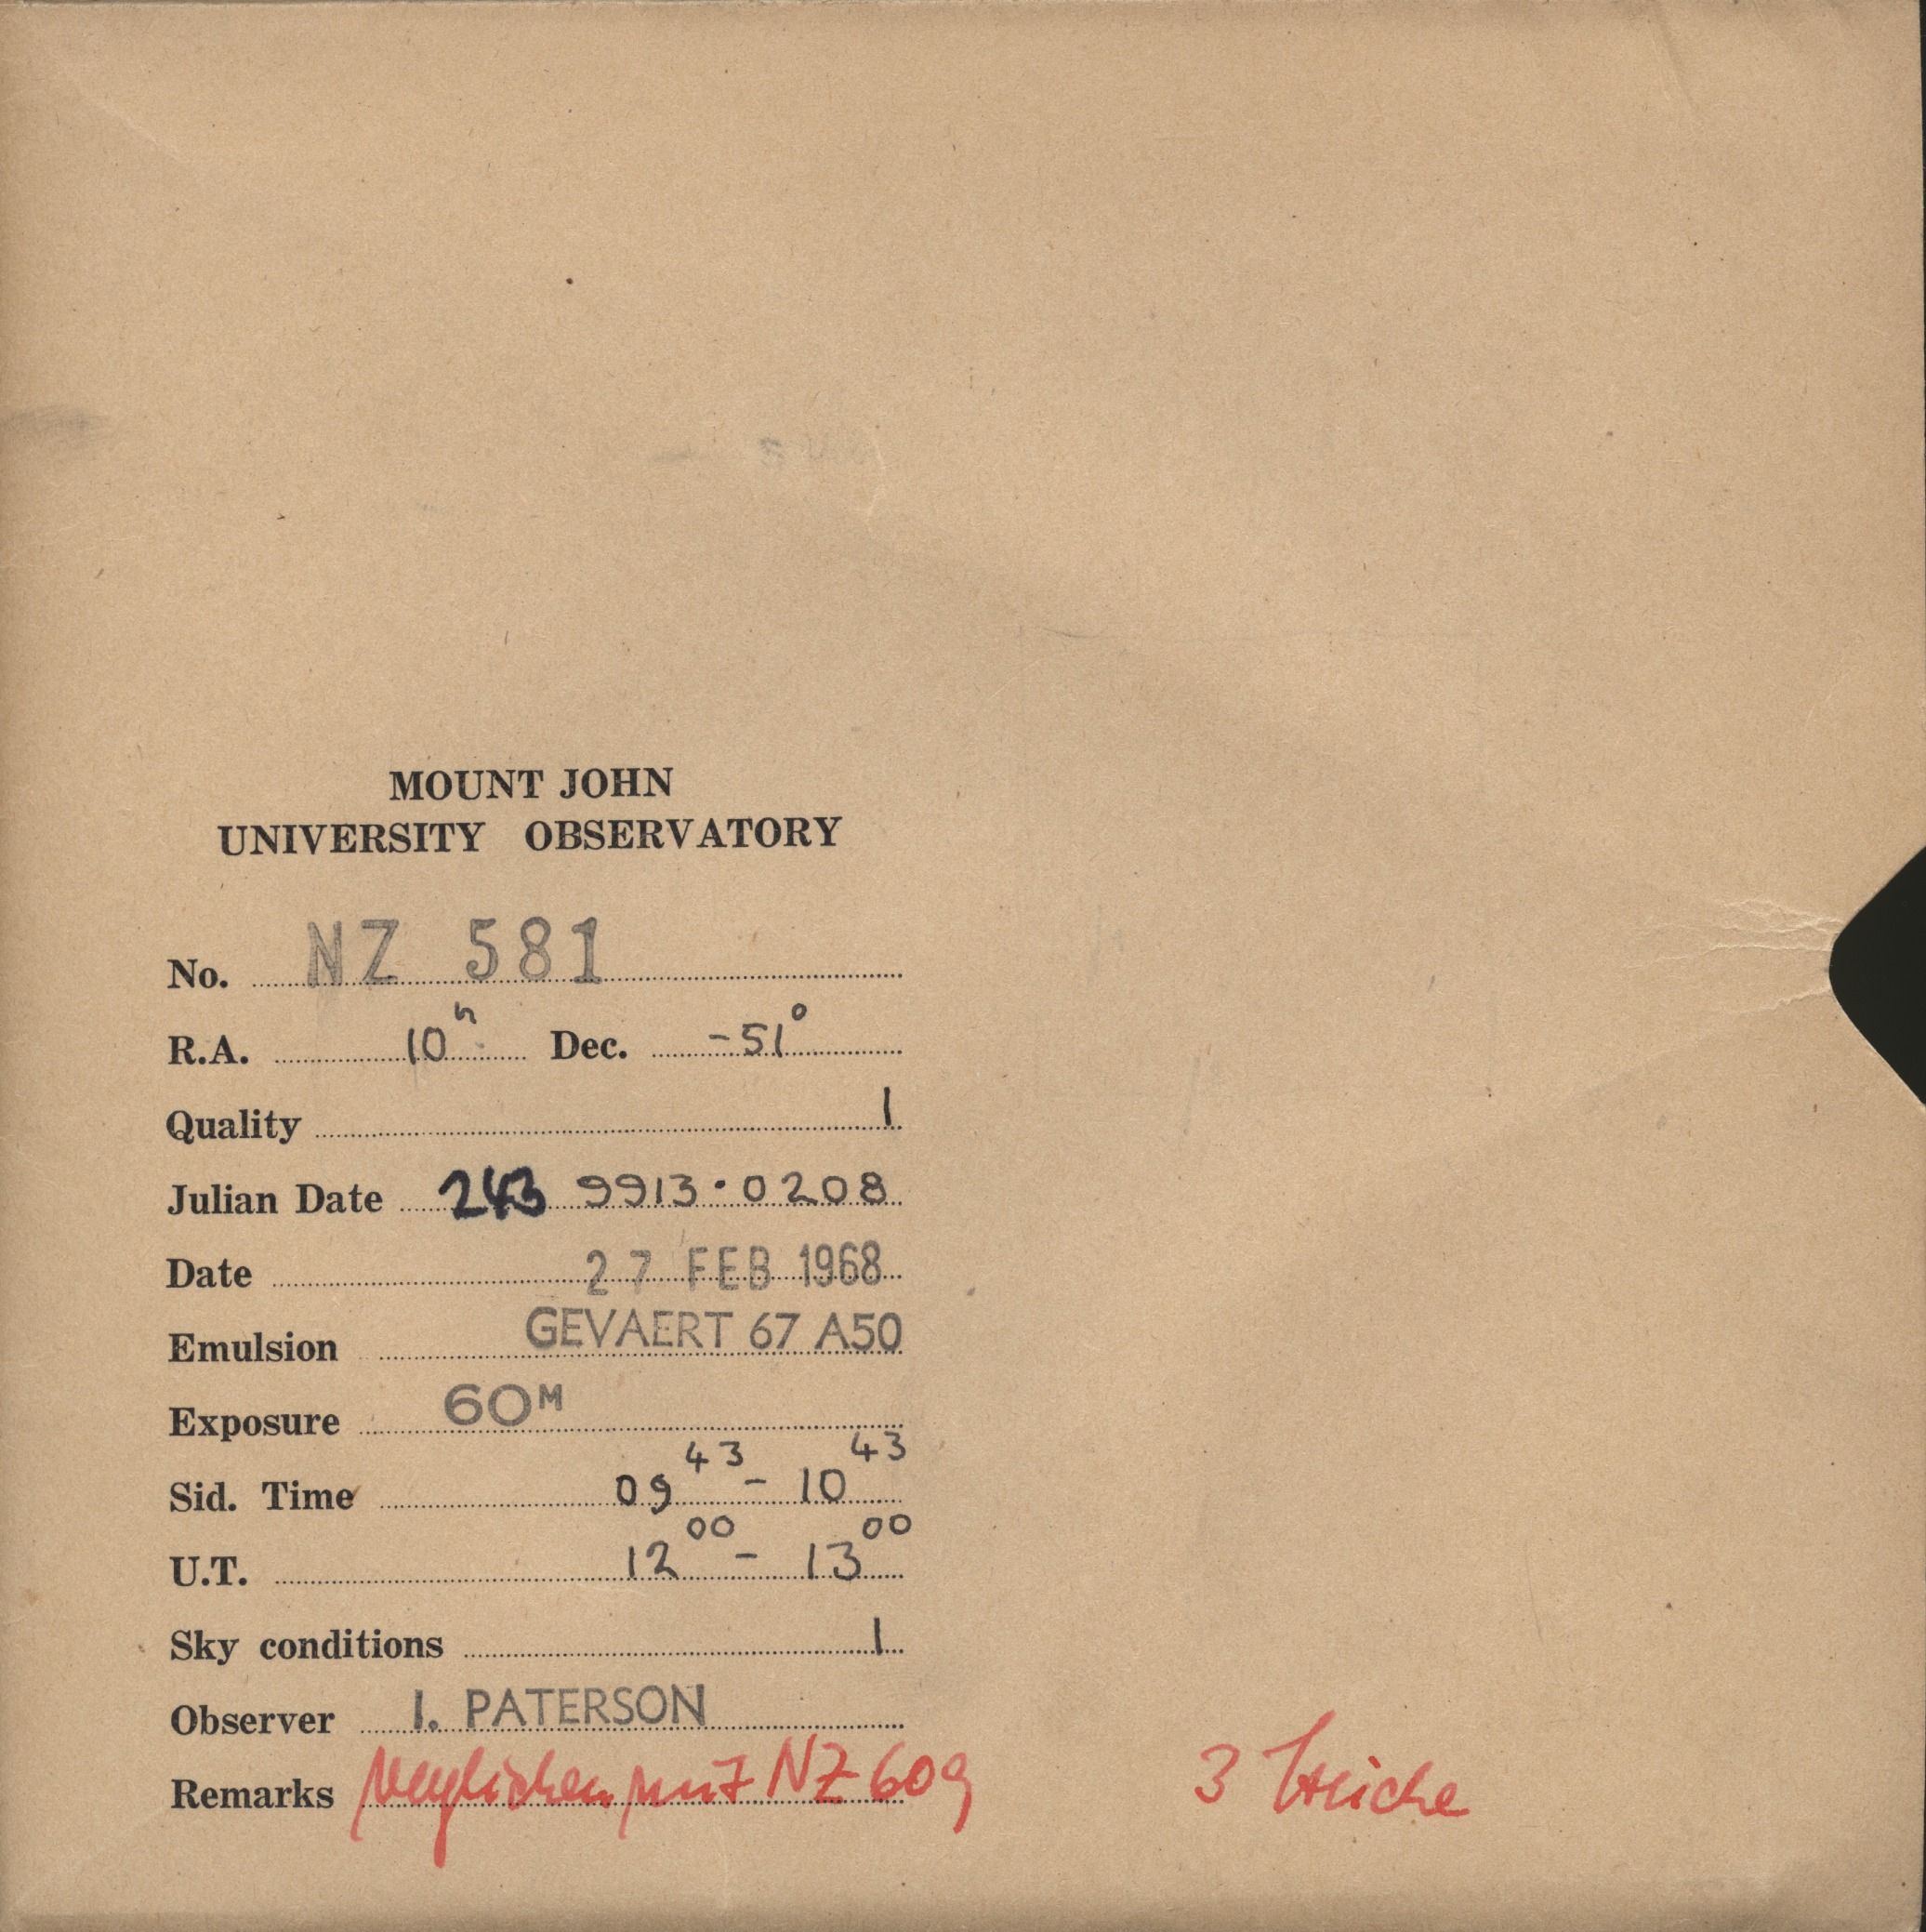 MOUNT JOHN
UNIVERSITY OBSERVATORY
No. NZ 581
R.A. 10h Dec. -51°
Quality 1
Julian Date 243 9913.0208
Date 27 FEB 1968
Emulsion GEVAERT 67 A50
Exposure 60M
Sid. Time 09 43 - 10 43
U.T. 12 00 - 13 00
Sky conditions 1
Observer I. PATERSON
Remarks Verglichen mit NZ 609 3 Striche